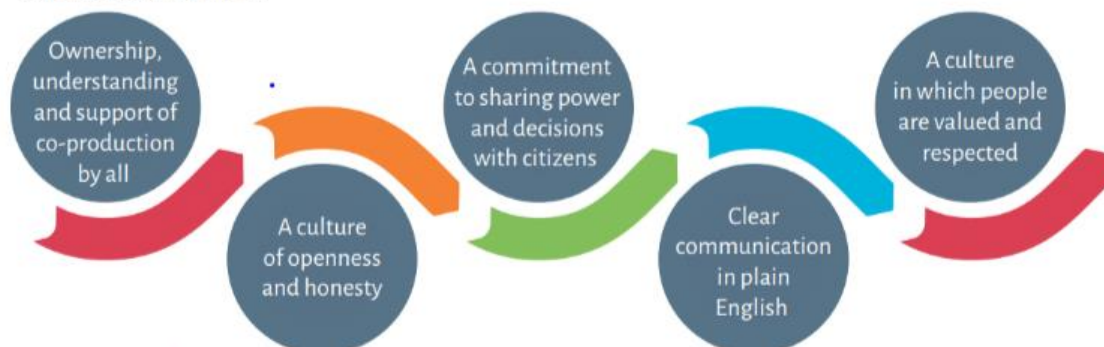 Ownership,
understanding
and support of
co-production
by all
A culture
of openness
and honesty
A commitment
to sharing power
and decisions
with citizens
Clear
communication
in plain
English
A culture
in which people
are valued and
respected